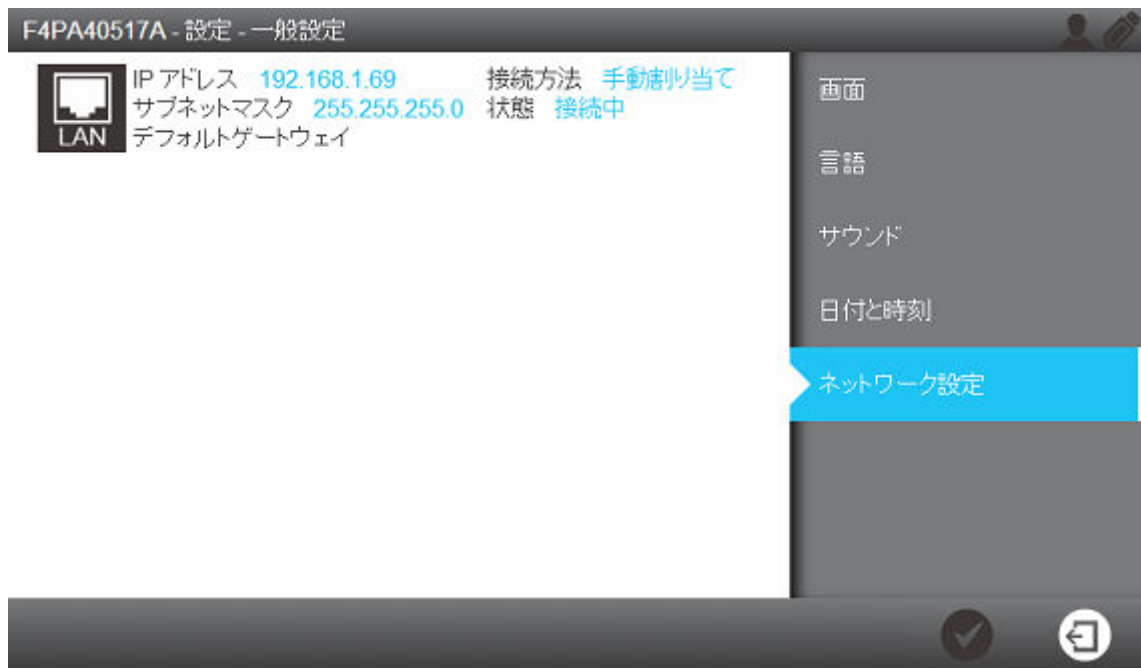 F4PA40517A - 設定 - 一般設定
IP アドレス 192.168.1.69 接続方法 手動割り当て
サブネットマスク 255.255.255.0 状態 接続中
デフォルトゲートウェイ
LAN
画面
言語
サウンド
日付と時刻
ネットワーク設定